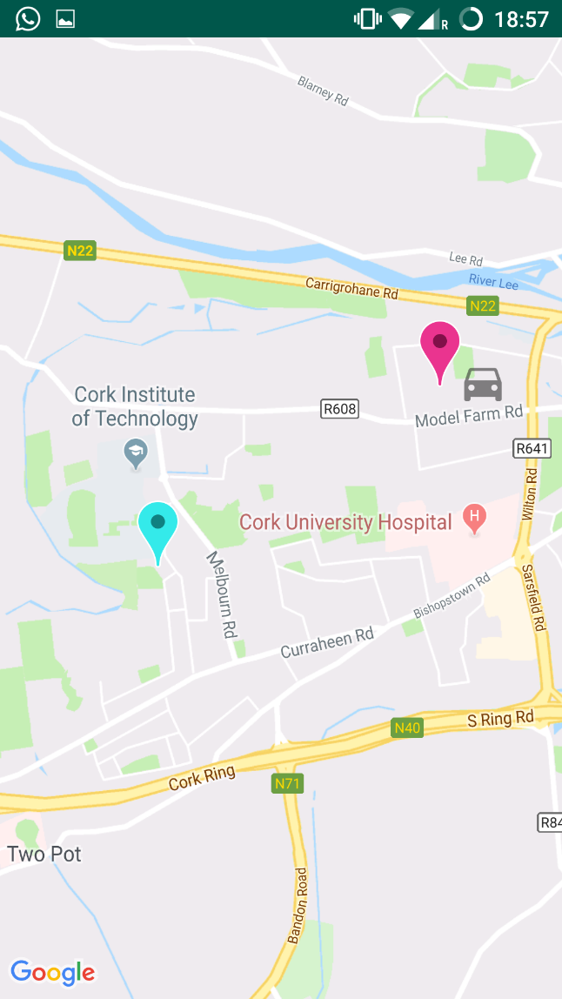 R
18:57
Blarney Rd
Lee Rd
N22
River Lee
Carrigrohane Rd
N22
Cork Institute
of Technology
R608
Model Farm Rd
R641
Wilton Rd
Cork University Hospital
H
Melbourn Rd
Bishopstown Rd
Sarsfield Rd
Curraheen Rd
S Ring Rd
N40
Cork Ring
N71
R84
Two Pot
Bandon Road
Google